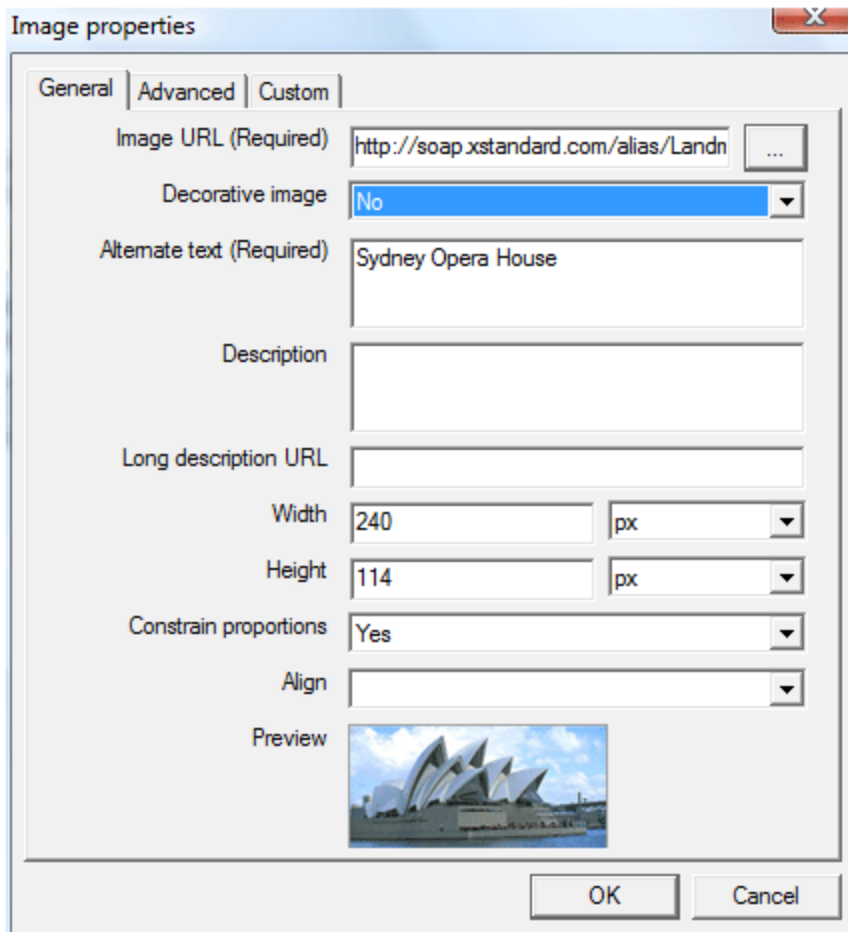 Image properties
General Advanced Custom
Image URL (Required) http://soap.xstandard.com/alias/Landm ...
Decorative image No
Alternate text (Required) Sydney Opera House
Description
Long description URL
Width 240 px
Height 114 px
Constrain proportions Yes
Align
Preview
OK Cancel